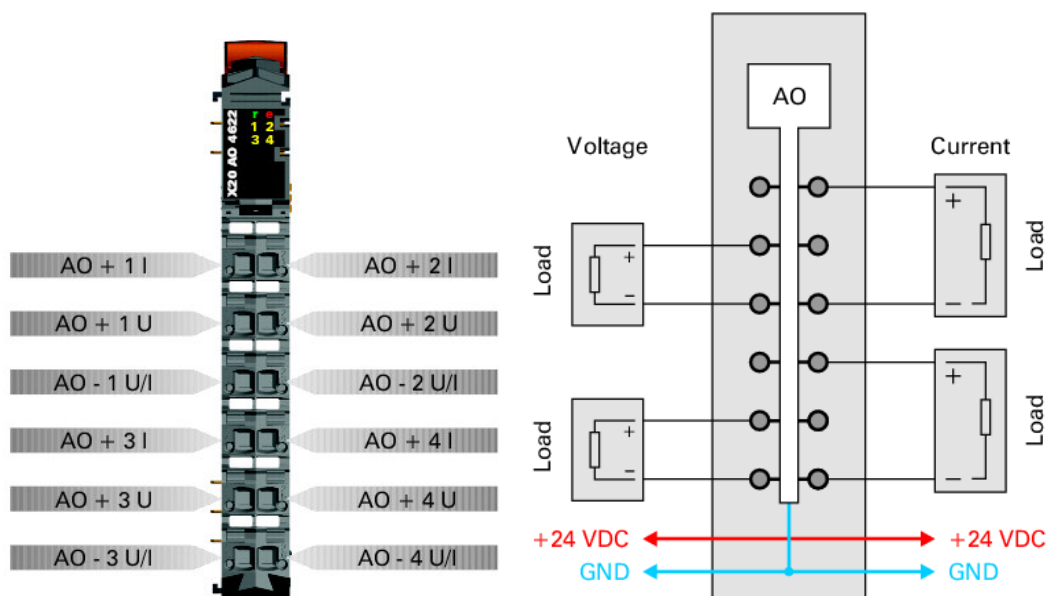 X20 AO 4622
r e
1 2
3 4
AO + 1 I
AO + 2 I
AO + 1 U
AO + 2 U
AO - 1 U/I
AO - 2 U/I
AO + 3 I
AO + 4 I
AO + 3 U
AO + 4 U
AO - 3 U/I
AO - 4 U/I
AO
Voltage
Current
+
Load
+
Load
−
−
+
Load
+
Load
−
−
+24 VDC
+24 VDC
GND
GND